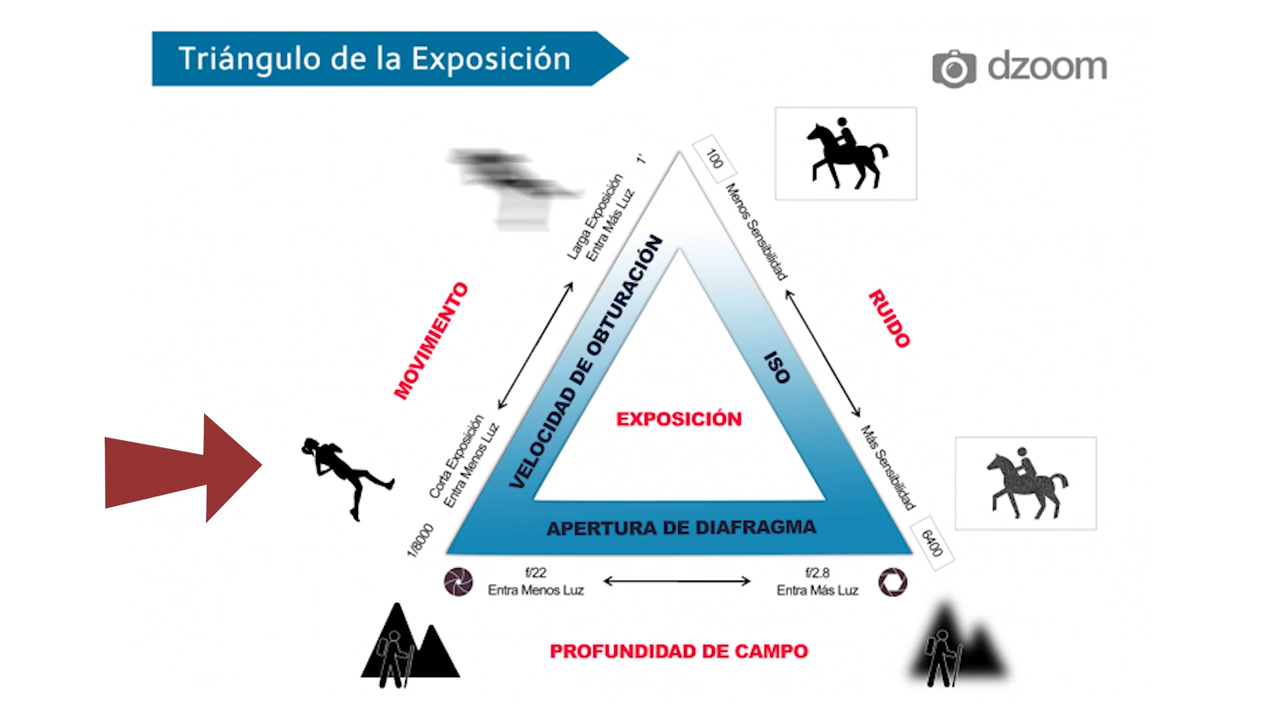 Triángulo de la Exposición
dzoom
1'
Larga Exposición
Entra Más Luz
100
Menos Sensibilidad
MOVIMIENTO
VELOCIDAD DE OBTURACIÓN
ISO
RUIDO
EXPOSICIÓN
Corta Exposición
Entra Menos Luz
1/8000
Más Sensibilidad
6400
APERTURA DE DIAFRAGMA
f/22
Entra Menos Luz
f/2.8
Entra Más Luz
PROFUNDIDAD DE CAMPO